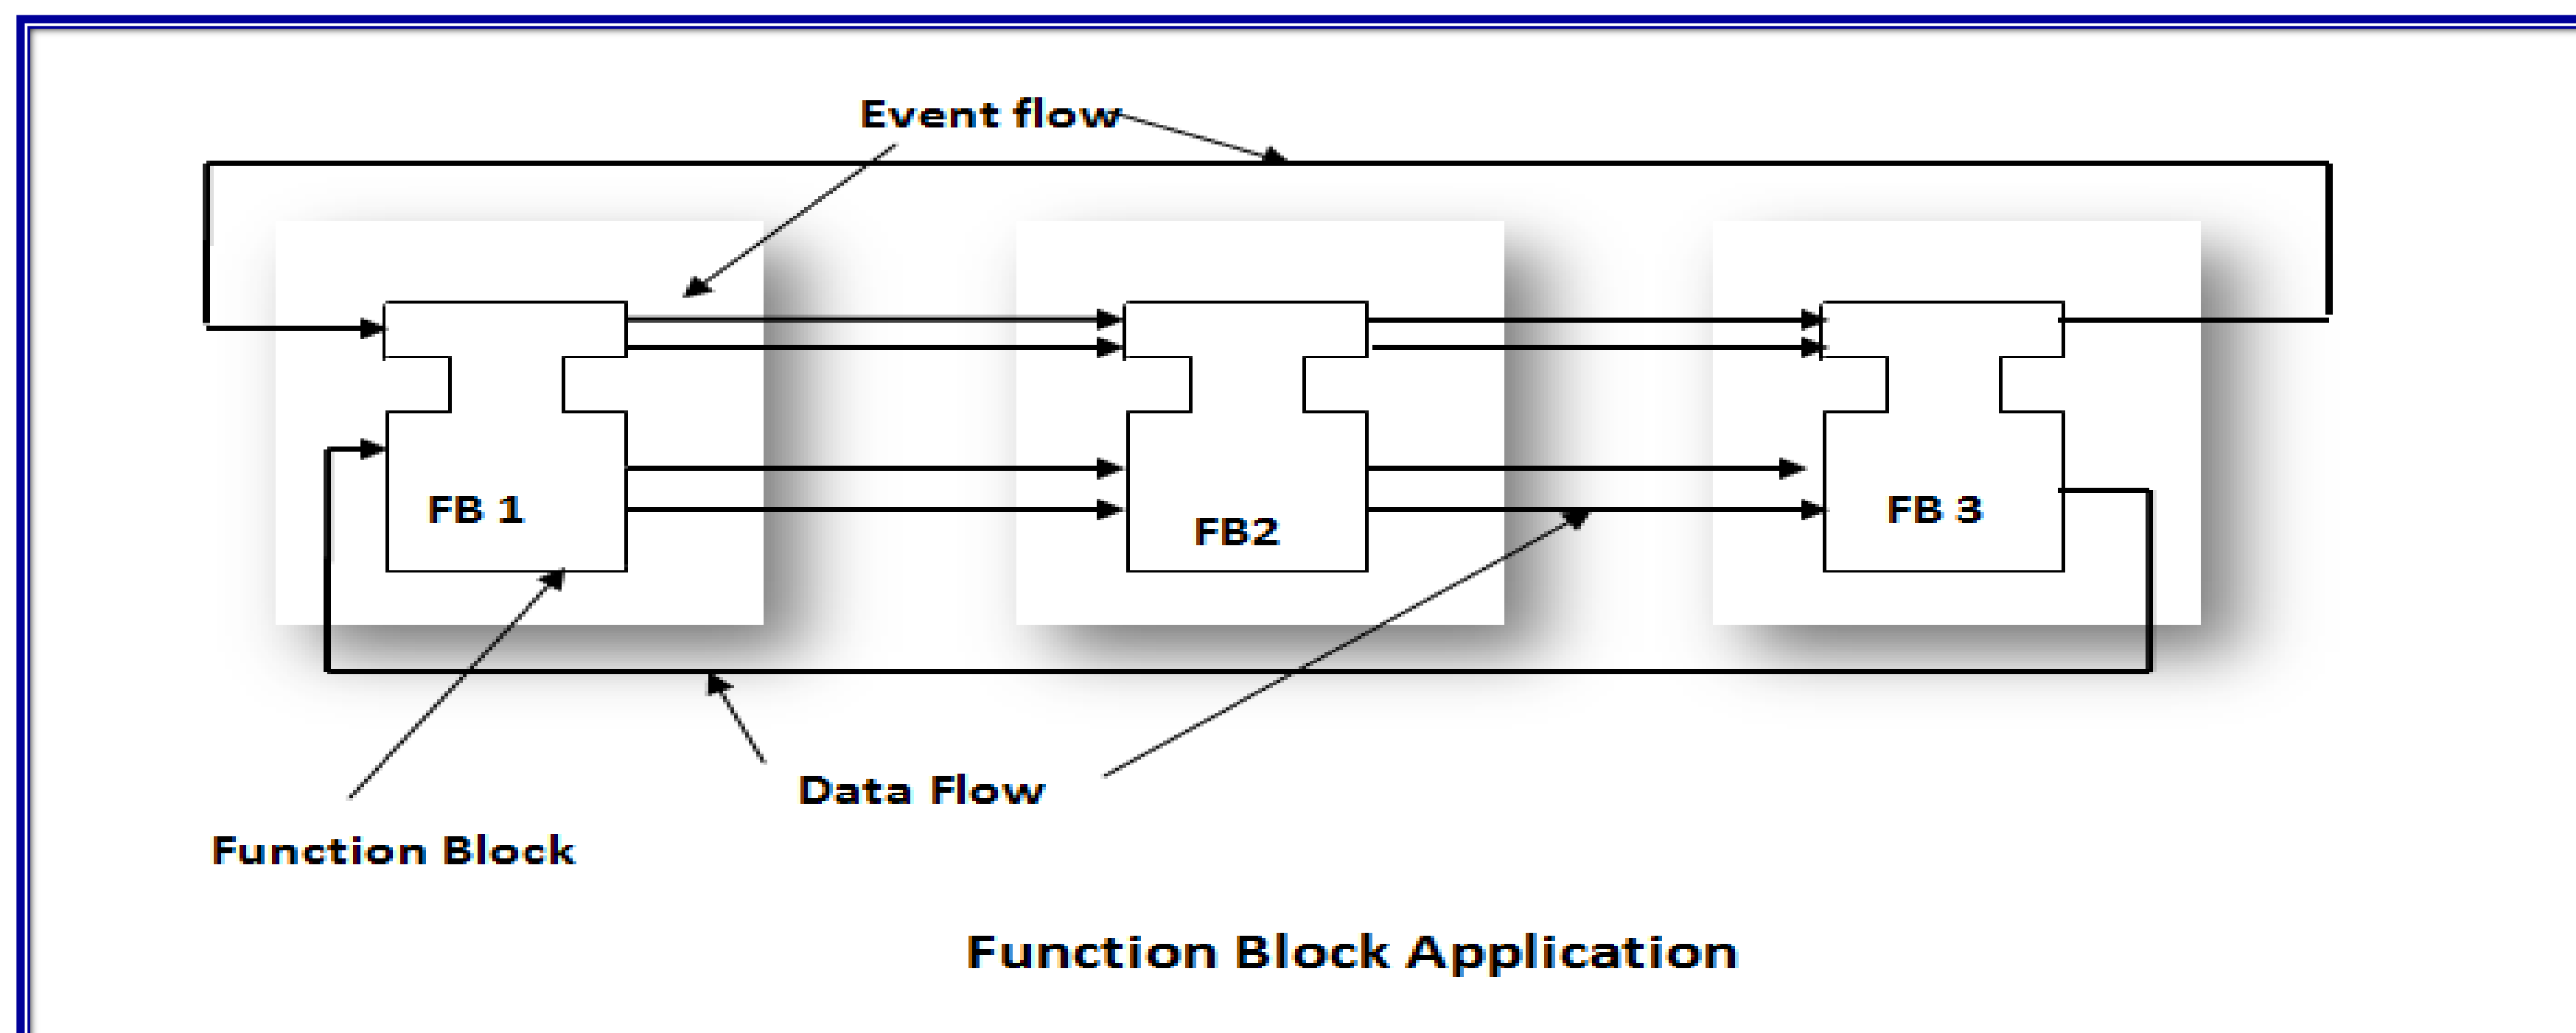 Event flow
FB 1
FB2
FB 3
Data Flow
Function Block
Function Block Application